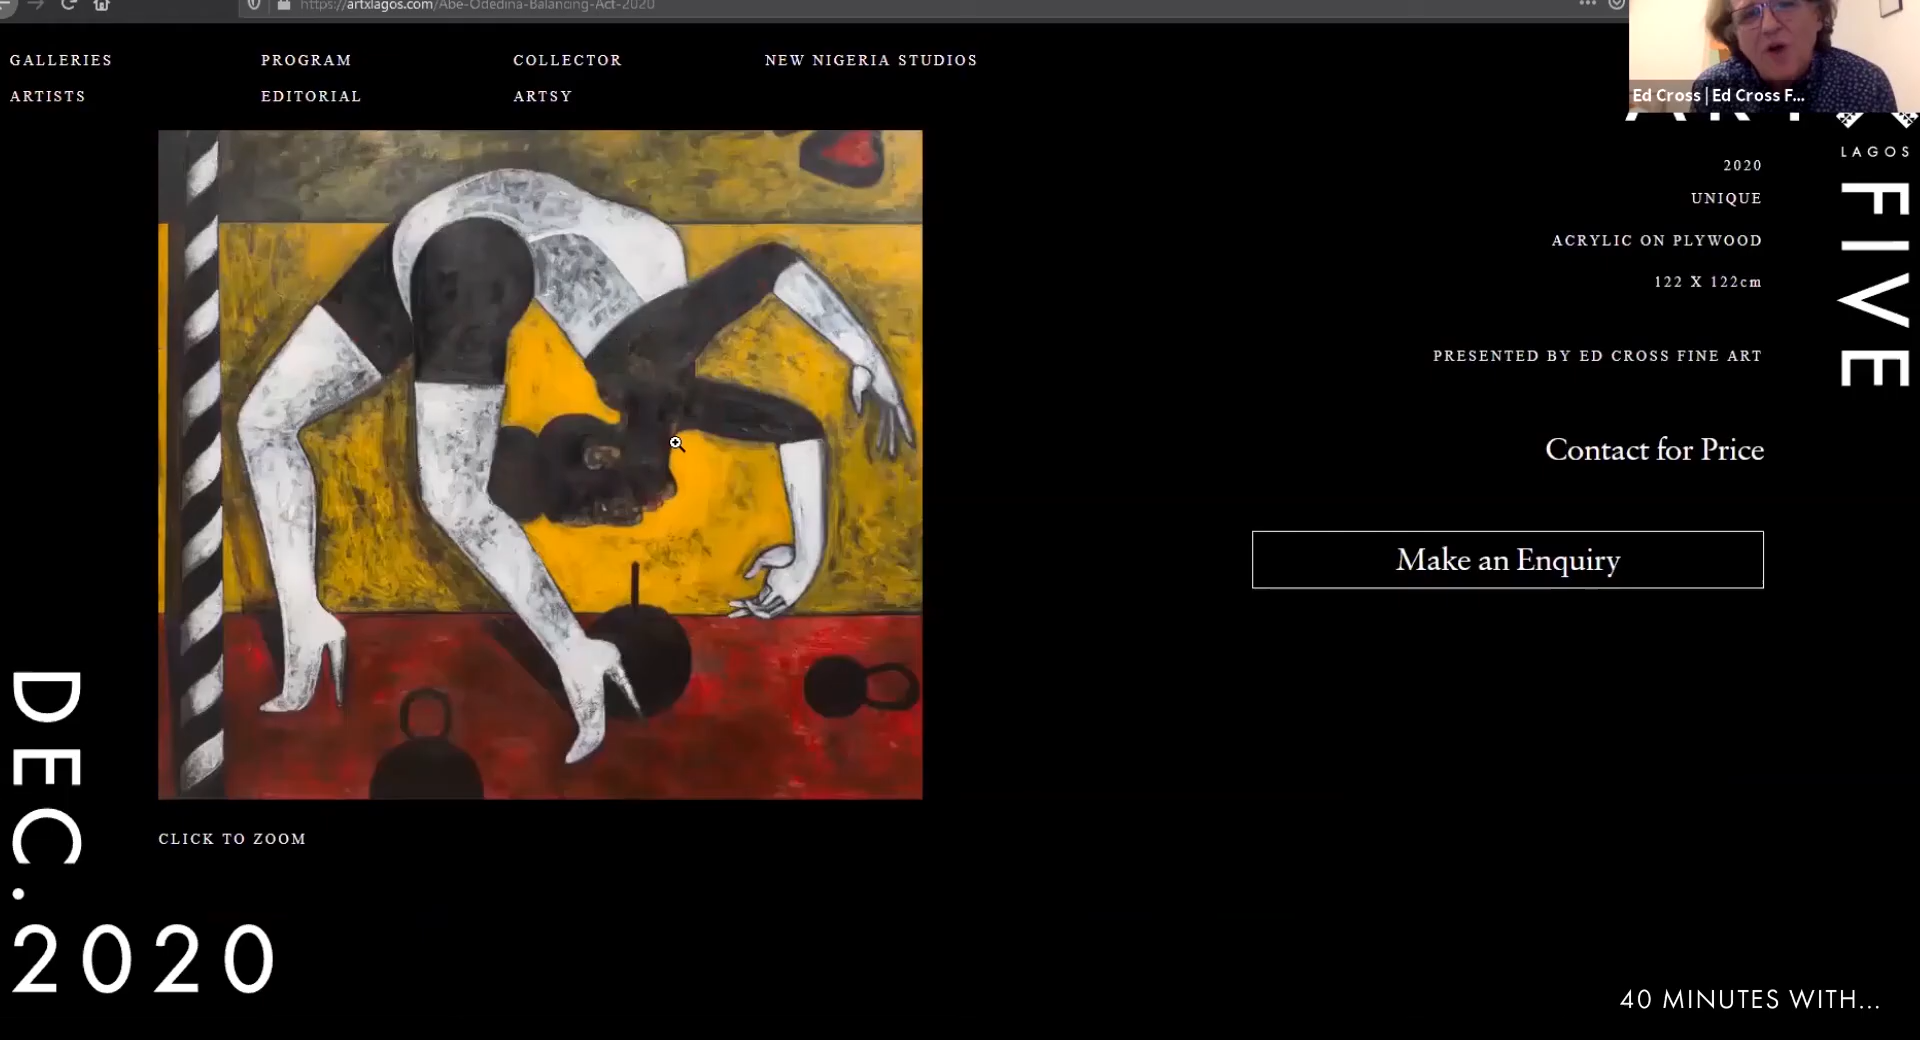 https://artxlagos.com/Abe-Odedina-Balancing-Act-2020
GALLERIES
PROGRAM
COLLECTOR
NEW NIGERIA STUDIOS
ARTISTS
EDITORIAL
ARTSY
Ed Cross | Ed Cross F...
LAGOS
FIVE
2020
UNIQUE
ACRYLIC ON PLYWOOD
122 X 122cm
PRESENTED BY ED CROSS FINE ART
Contact for Price
Make an Enquiry
CLICK TO ZOOM
DEC.
2020
40 MINUTES WITH...